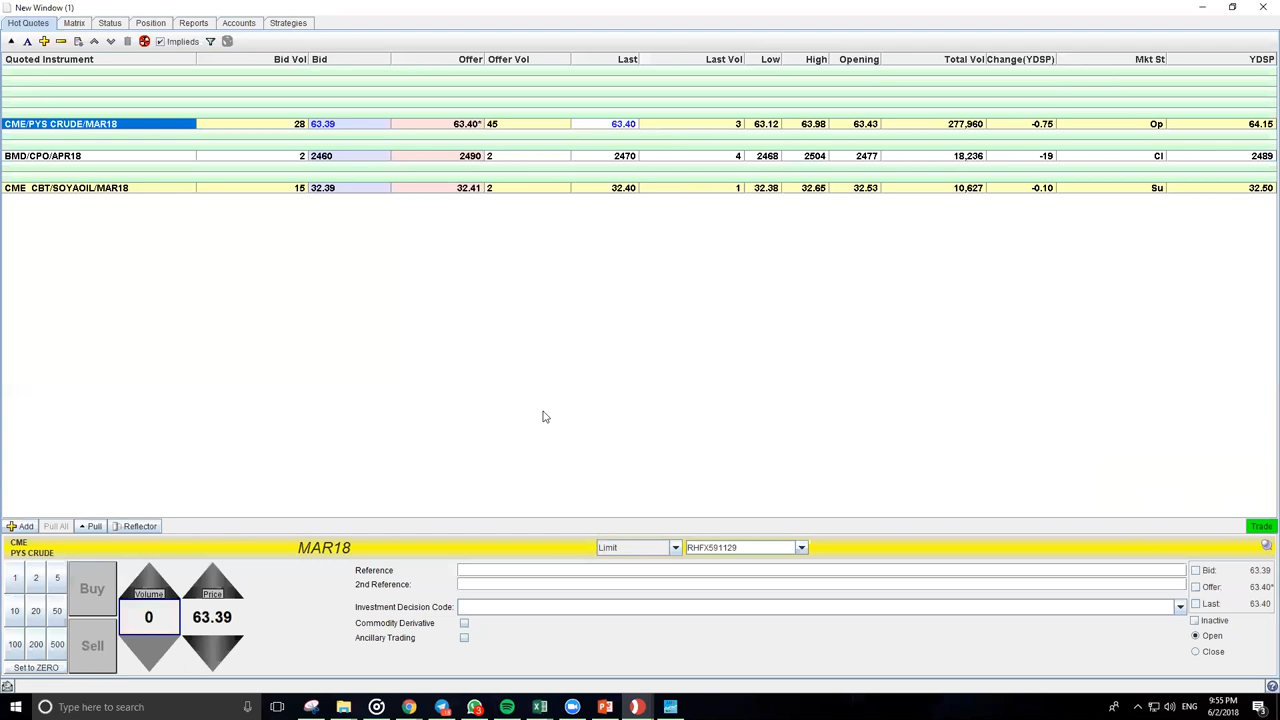 New Window (1)
Hot Quotes Matrix Status Position Reports Accounts Strategies
A Implieds
Quoted Instrument Bid Vol Bid Offer Offer Vol Last Last Vol Low High Opening Total Vol Change(YDSP) Mkt St YDSP
CME/PYS CRUDE/MAR18 28 63.39 63.40* 45 63.40 3 63.12 63.98 63.43 277,960 -0.75 Op 64.15
BMD/CPO/APR18 2 2460 2490 2 2470 4 2468 2504 2477 18,236 -19 Cl 2489
CME_CBT/SOYAOIL/MAR18 15 32.39 32.41 2 32.40 1 32.38 32.65 32.53 10,627 -0.10 Su 32.50
Add Pull All Pull Reflector Trade
CME
PYS CRUDE MAR18 Limit RHFX591129
1 2 5 Buy Volume Price
10 20 50 0 63.39
100 200 500 Sell
Set to ZERO
Reference
2nd Reference:
Investment Decision Code:
Commodity Derivative
Ancillary Trading
Bid: 63.39
Offer: 63.40*
Last: 63.40
Inactive
Open
Close
Type here to search
3
ENG
9:55 PM
6/2/2018
3